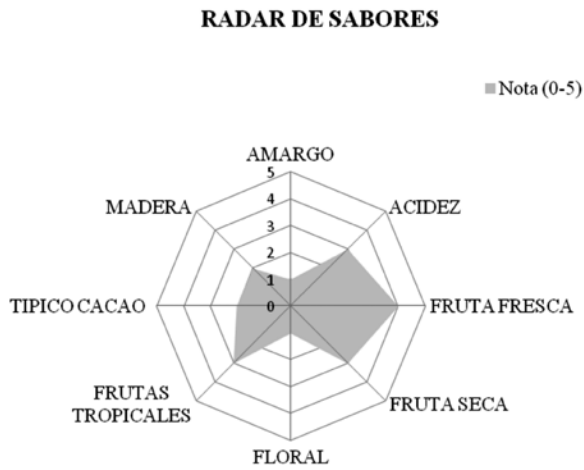 RADAR DE SABORES
Nota (0-5)
AMARGO
5
4
3
2
1
0
MADERA
ACIDEZ
TIPICO CACAO
FRUTA FRESCA
FRUTAS
TROPICALES
FRUTA SECA
FLORAL